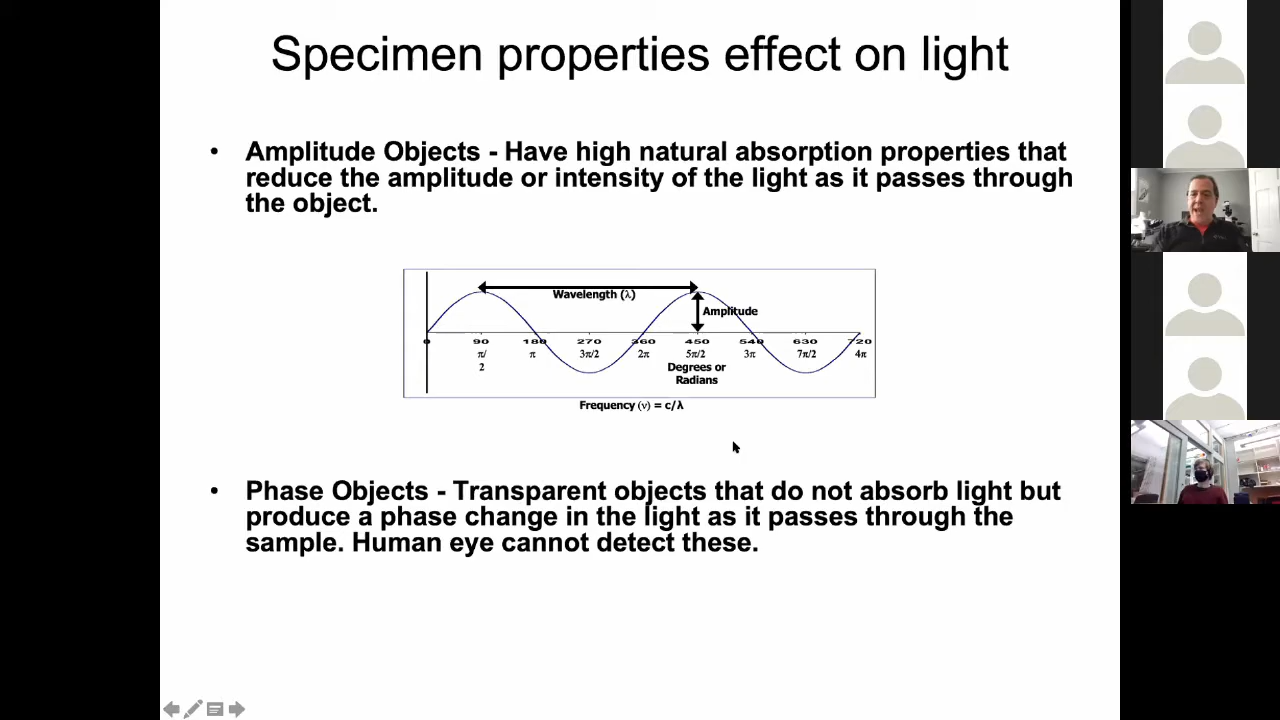 Specimen properties effect on light
• Amplitude Objects - Have high natural absorption properties that
reduce the amplitude or intensity of the light as it passes through
the object.
Wavelength (λ)
Amplitude
0 90 180 270 360 450 540 630 720
π/2 π 3π/2 2π 5π/2 3π 7π/2 4π
Degrees or
Radians
Frequency (ν) = c/λ
• Phase Objects - Transparent objects that do not absorb light but
produce a phase change in the light as it passes through the
sample. Human eye cannot detect these.